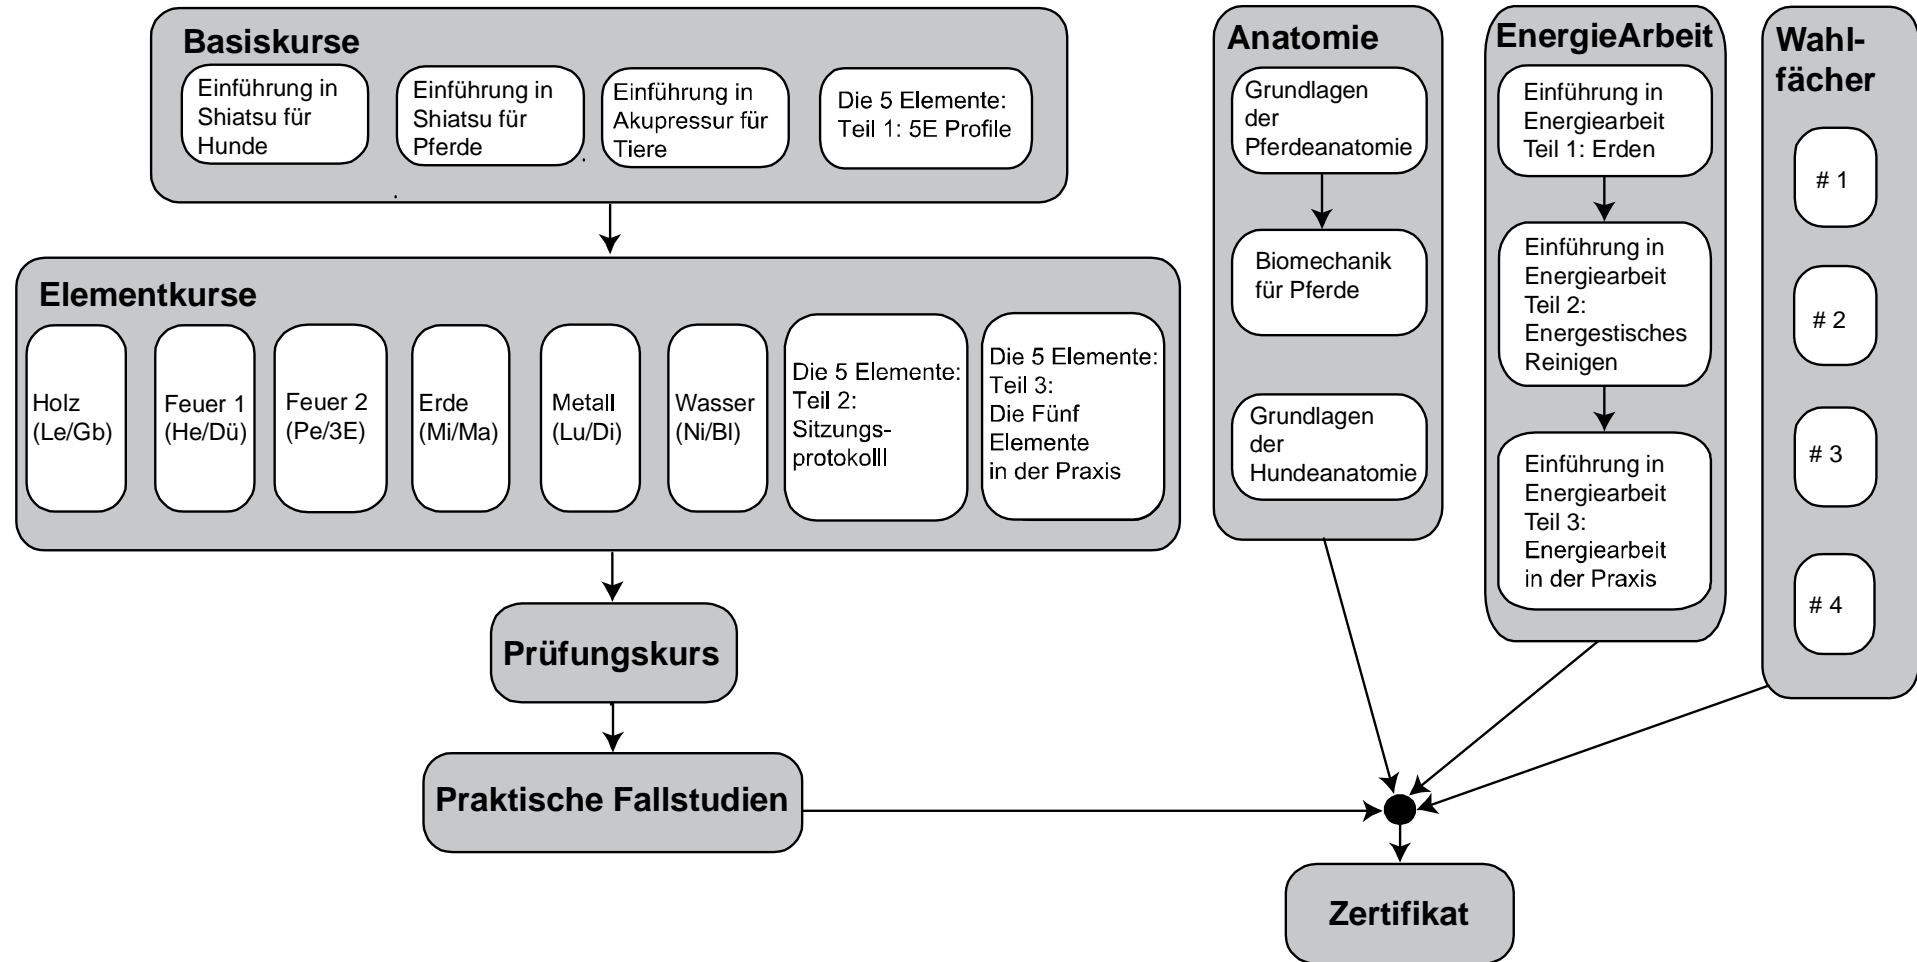 Basiskurse
Einführung in
Shiatsu für
Hunde
Einführung in
Shiatsu für
Pferde
Einführung in
Akupressur für
Tiere
Die 5 Elemente:
Teil 1: 5E Profile
Elementkurse
Holz
(Le/Gb)
Feuer 1
(He/Dü)
Feuer 2
(Pe/3E)
Erde
(Mi/Ma)
Metall
(Lu/Di)
Wasser
(Ni/Bl)
Die 5 Elemente:
Teil 2:
Sitzungs-
protokolll
Die 5 Elemente:
Teil 3:
Die Fünf
Elemente
in der Praxis
Prüfungskurs
Praktische Fallstudien
Anatomie
Grundlagen
der
Pferdeanatomie
Biomechanik
für Pferde
Grundlagen
der
Hundeanatomie
EnergieArbeit
Einführung in
Energiearbeit
Teil 1: Erden
Einführung in
Energiearbeit
Teil 2:
Energestisches
Reinigen
Einführung in
Energiearbeit
Teil 3:
Energiearbeit
in der Praxis
Wahl-
fächer
# 1
# 2
# 3
# 4
Zertifikat